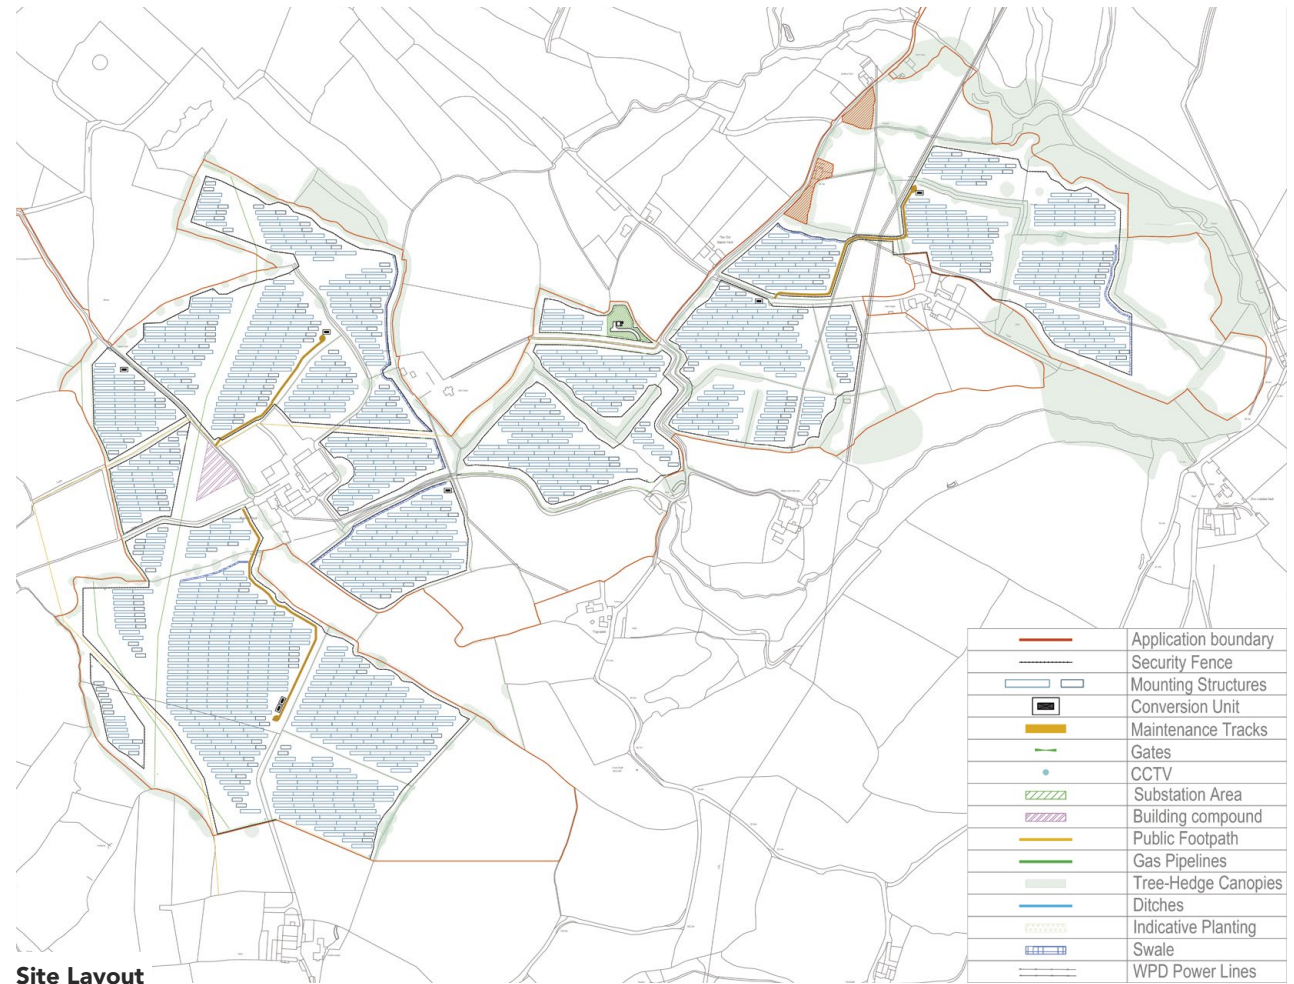 Application boundary
Security Fence
Mounting Structures
Conversion Unit
Maintenance Tracks
Gates
CCTV
Substation Area
Building compound
Public Footpath
Gas Pipelines
Tree-Hedge Canopies
Ditches
Indicative Planting
Swale
WPD Power Lines
Site Layout